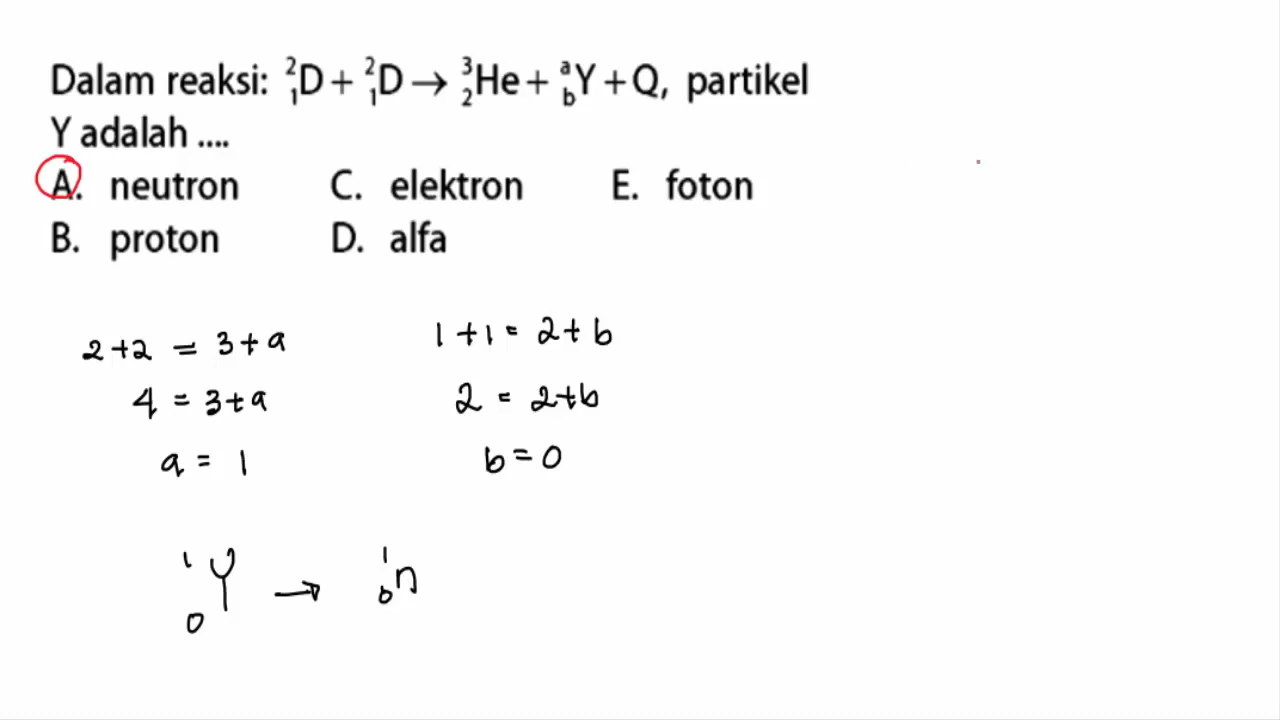 Dalam reaksi: ²₁D + ²₁D → ³₂He + ᵃ_bY + Q, partikel
Y adalah ....
A. neutron C. elektron E. foton
B. proton D. alfa
2+2 = 3+a 1+1 = 2+b
4 = 3+a 2 = 2+b
a = 1 b = 0
¹₀Y → ¹₀n